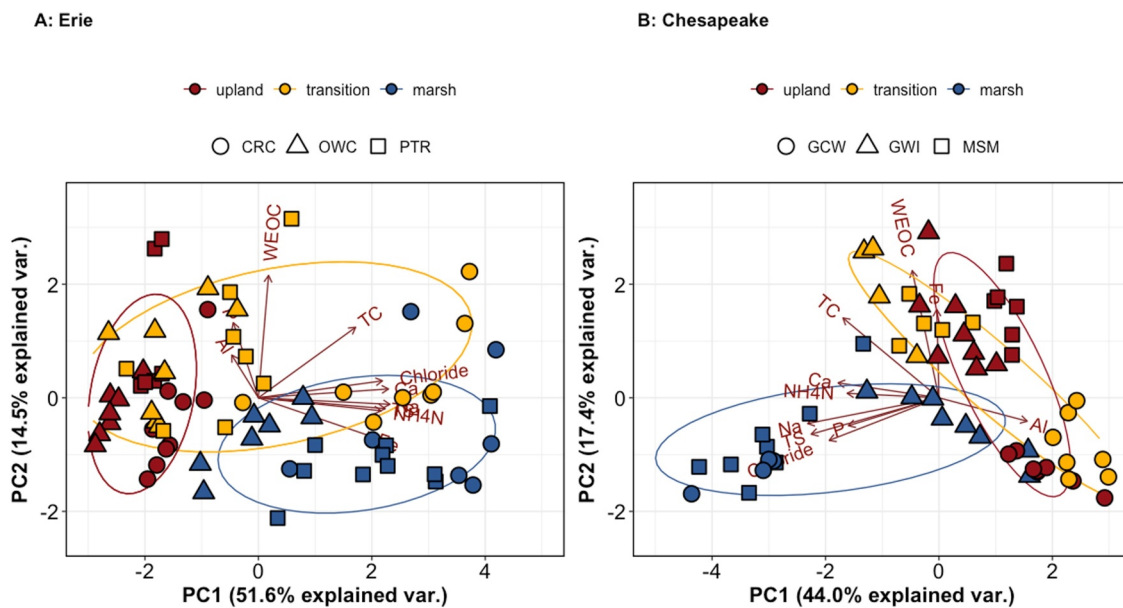 A: Erie
B: Chesapeake
upland transition marsh
upland transition marsh
CRC OWC PTR
GCW GWI MSM
PC2 (14.5% explained var.)
2
0
-2
WEOC
TC
Chloride
Ca
NH4N
-2 0 2 4
PC1 (51.6% explained var.)
PC2 (17.4% explained var.)
2
0
-2
WEOC
Fe
TC
Ca
NH4N
Na
TS
P
Al
-4 -2 0 2
PC1 (44.0% explained var.)